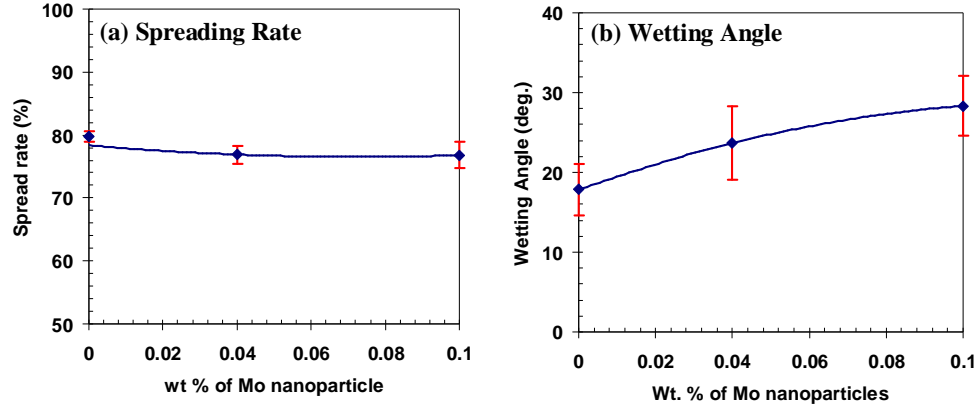 (a) Spreading Rate
Spread rate (%)
100
90
80
70
60
50
0 0.02 0.04 0.06 0.08 0.1
wt % of Mo nanoparticle
(b) Wetting Angle
Wetting Angle (deg.)
40
30
20
10
0
0 0.02 0.04 0.06 0.08 0.1
Wt. % of Mo nanoparticles